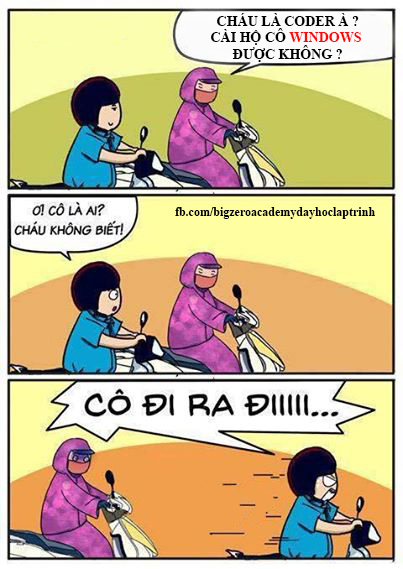 CHÁU LÀ CODER À ?
CÀI HỘ CÔ WINDOWS
ĐƯỢC KHÔNG ?
ƠI CÔ LÀ AI?
CHÁU KHÔNG BIẾT!
fb.com/bigzeroacademydayhoclaptrinh
CÔ ĐI RA ĐIIIII...